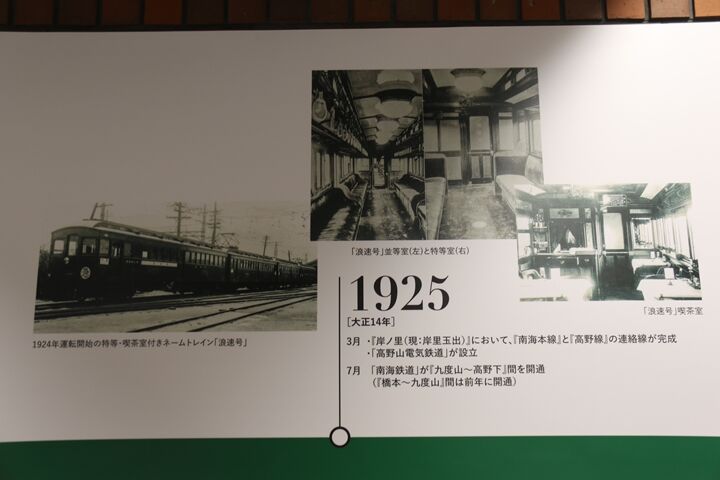 「浪速号」並等室(左)と特等室(右)
「浪速号」喫茶室
1924年運転開始の特等・喫茶室付きネームトレイン「浪速号」
1925
[大正14年]
3月 ・『岸ノ里(現:岸里玉出)』において、『南海本線』と『高野線』の連絡線が完成
・「高野山電気鉄道」が設立
7月 「南海鉄道」が『九度山～高野下』間を開通
(『橋本～九度山』間は前年に開通)